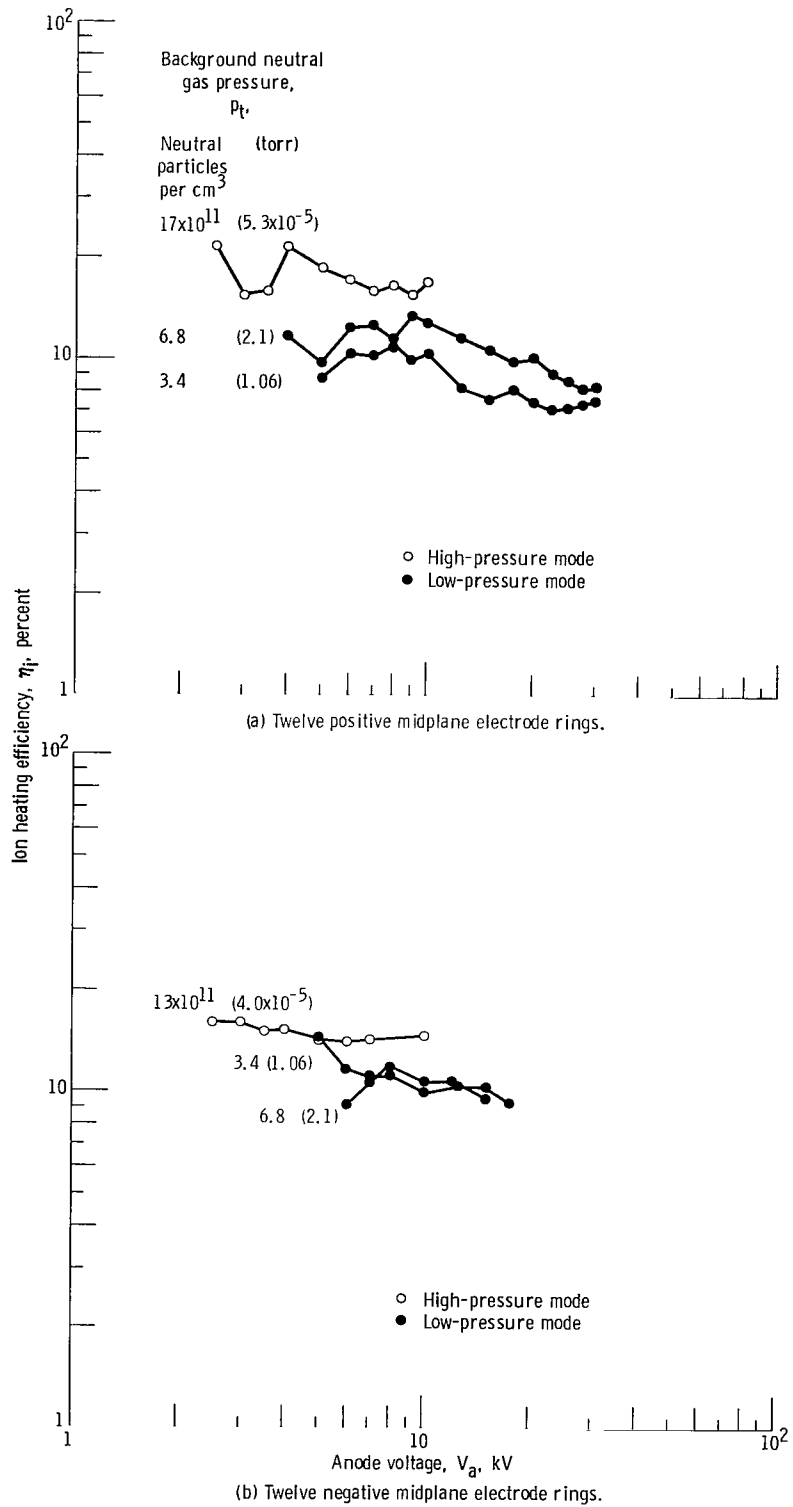 10²
Background neutral
gas pressure,
pₜ,
Neutral (torr)
particles
per cm³
17x10¹¹ (5.3x10⁻⁵)
6.8 (2.1)
10
3.4 (1.06)
High-pressure mode
Low-pressure mode
1
(a) Twelve positive midplane electrode rings.
Ion heating efficiency, ηᵢ, percent
10²
13x10¹¹ (4.0x10⁻⁵)
3.4 (1.06)
10
6.8 (2.1)
High-pressure mode
Low-pressure mode
1
1 10 10²
Anode voltage, Vₐ, kV
(b) Twelve negative midplane electrode rings.